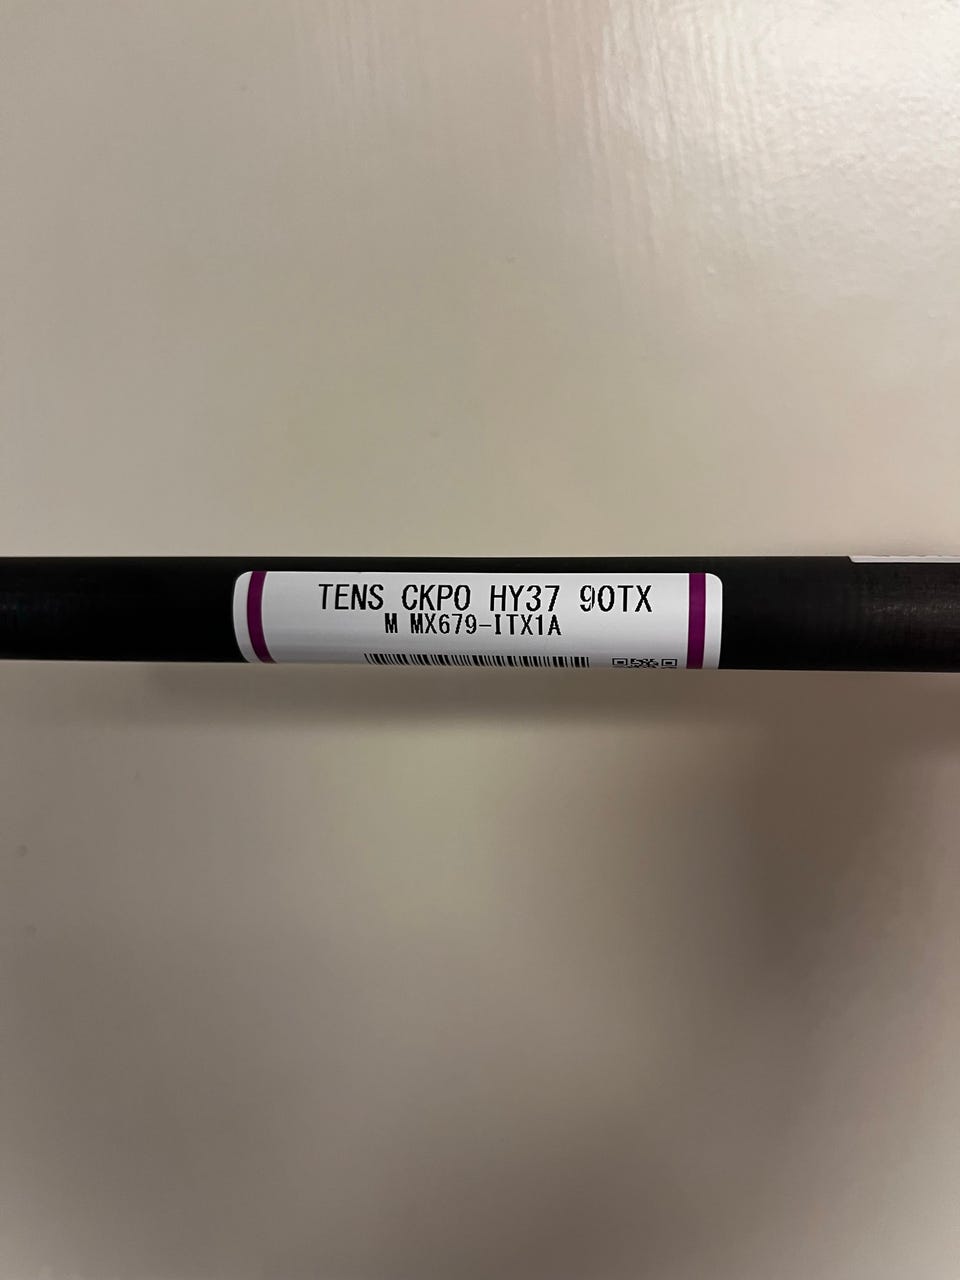 TENS CKPO HY37 90TX
M MX679-ITX1A